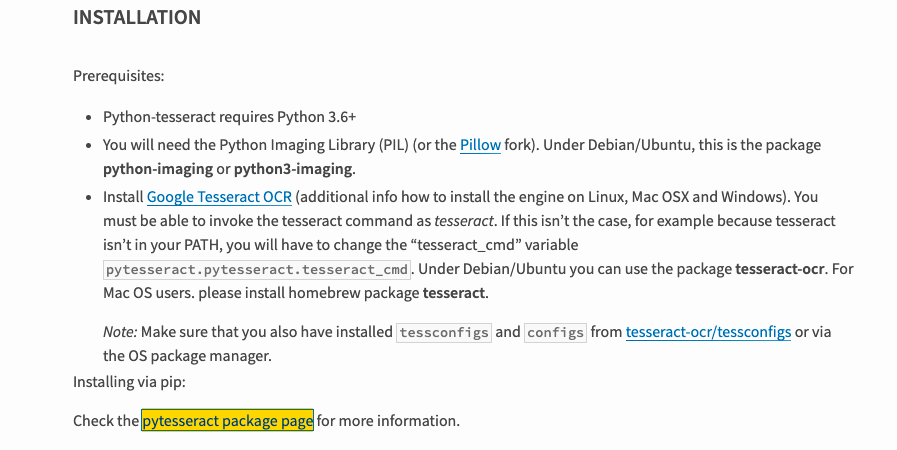 INSTALLATION
Prerequisites:
• Python-tesseract requires Python 3.6+
• You will need the Python Imaging Library (PIL) (or the Pillow fork). Under Debian/Ubuntu, this is the package
python-imaging or python3-imaging.
• Install Google Tesseract OCR (additional info how to install the engine on Linux, Mac OSX and Windows). You
must be able to invoke the tesseract command as tesseract. If this isn’t the case, for example because tesseract
isn’t in your PATH, you will have to change the “tesseract_cmd” variable
pytesseract.pytesseract.tesseract_cmd. Under Debian/Ubuntu you can use the package tesseract-ocr. For
Mac OS users. please install homebrew package tesseract.
Note: Make sure that you also have installed tessconfigs and configs from tesseract-ocr/tessconfigs or via
the OS package manager.
Installing via pip:
Check the pytesseract package page for more information.